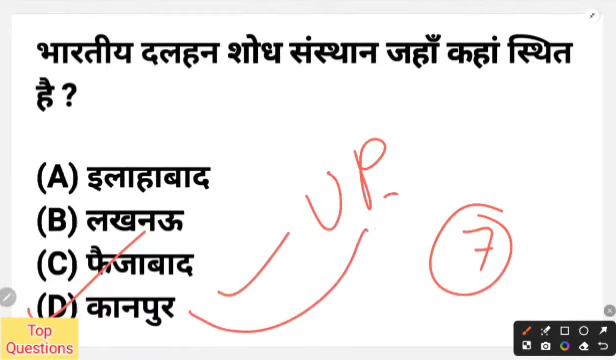 भारतीय दलहन शोध संस्थान जहाँ कहां स्थित
है ?
(A) इलाहाबाद
(B) लखनऊ
(C) फैजाबाद
(D) कानपुर
UP
7
Top
Questions